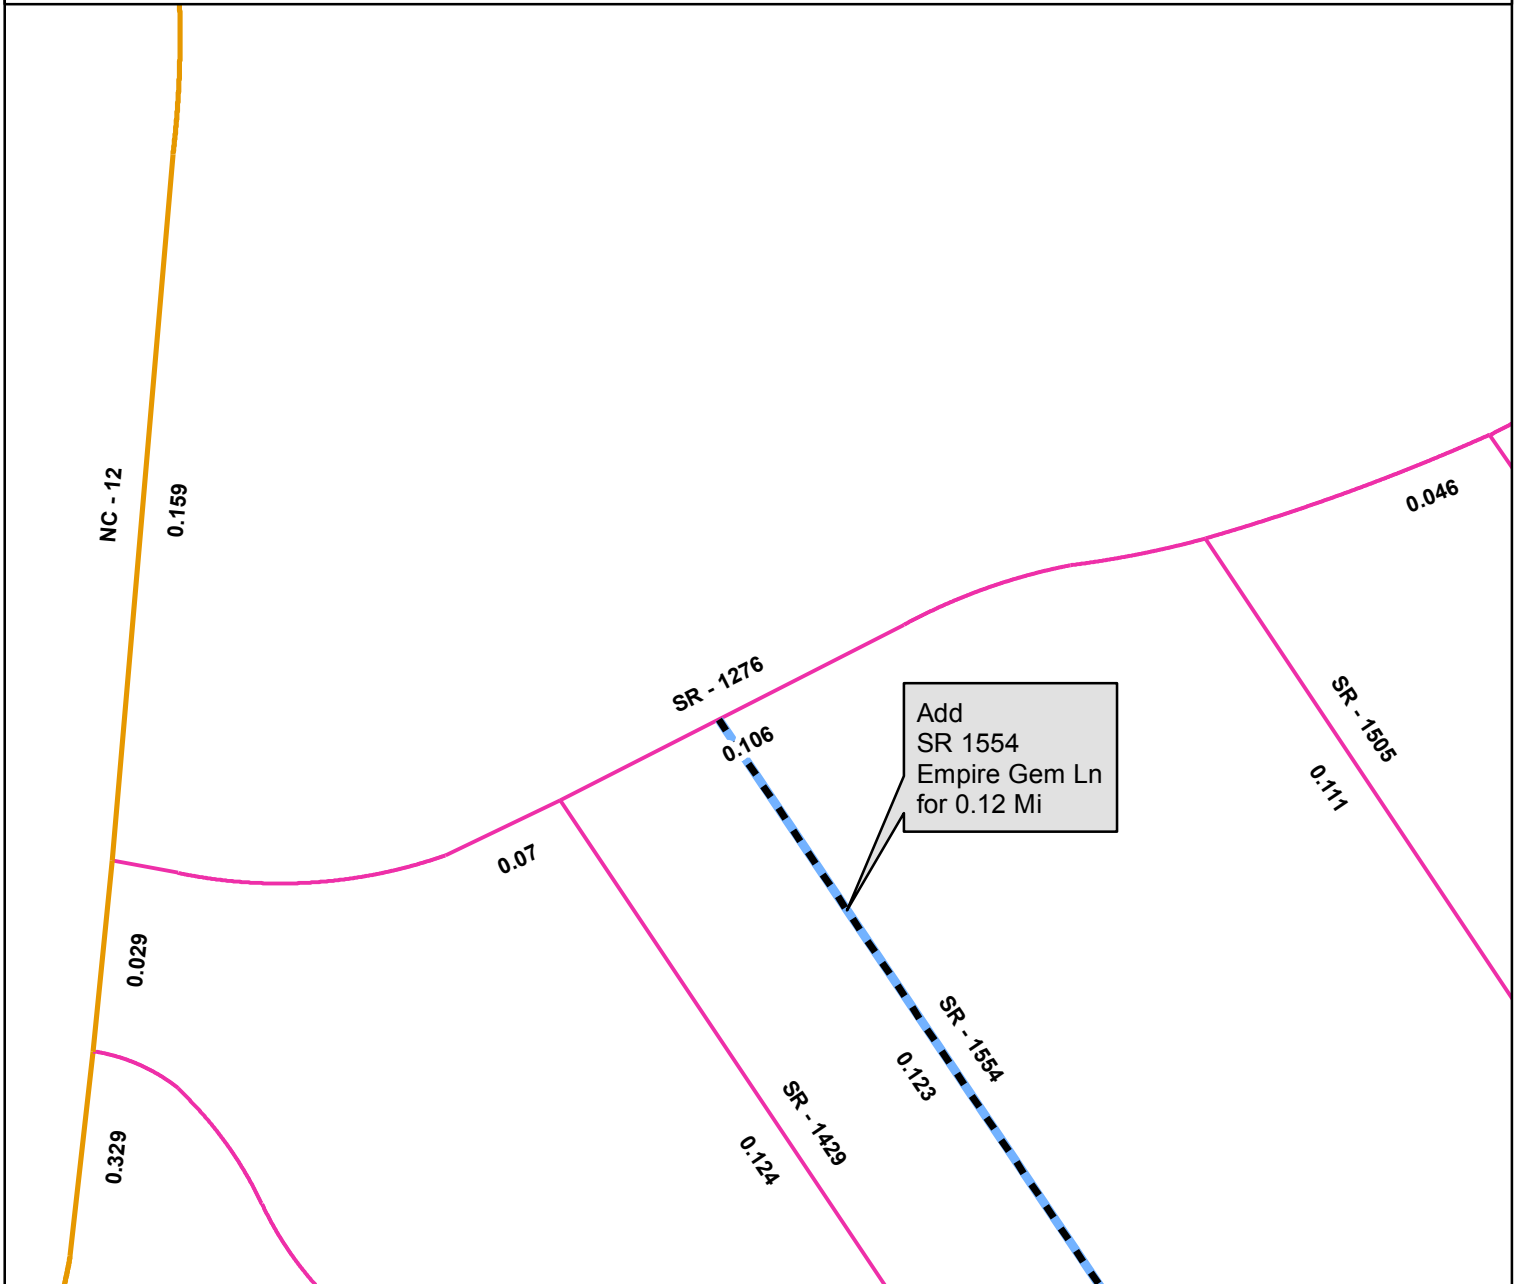 NC - 12
0.159
0.046
SR - 1276
0.106
Add
SR 1554
Empire Gem Ln
for 0.12 Mi
SR - 1505
0.111
0.07
0.029
SR - 1554
0.123
SR - 1429
0.124
0.329